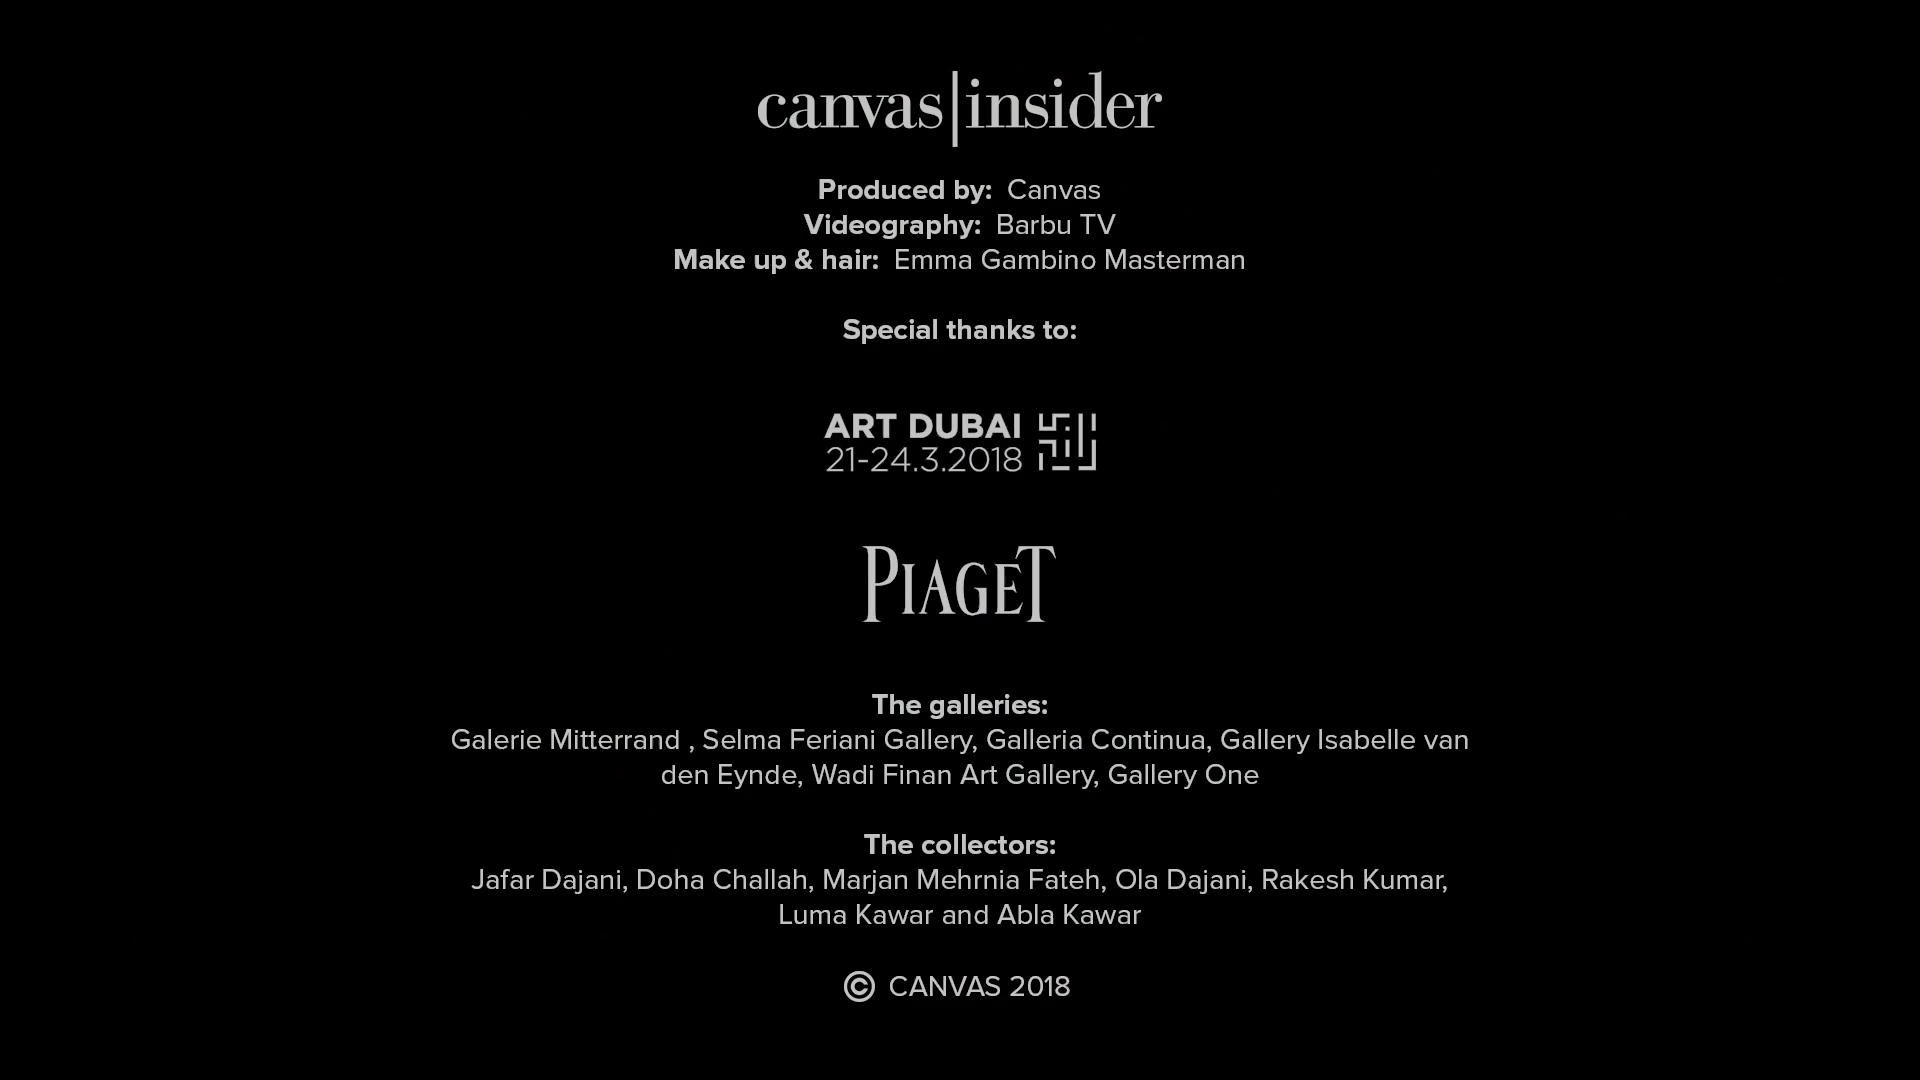 canvas|insider
Produced by: Canvas
Videography: Barbu TV
Make up & hair: Emma Gambino Masterman
Special thanks to:
ART DUBAI
21-24.3.2018
PIAGET
The galleries:
Galerie Mitterrand , Selma Feriani Gallery, Galleria Continua, Gallery Isabelle van
den Eynde, Wadi Finan Art Gallery, Gallery One
The collectors:
Jafar Dajani, Doha Challah, Marjan Mehrnia Fateh, Ola Dajani, Rakesh Kumar,
Luma Kawar and Abla Kawar
© CANVAS 2018